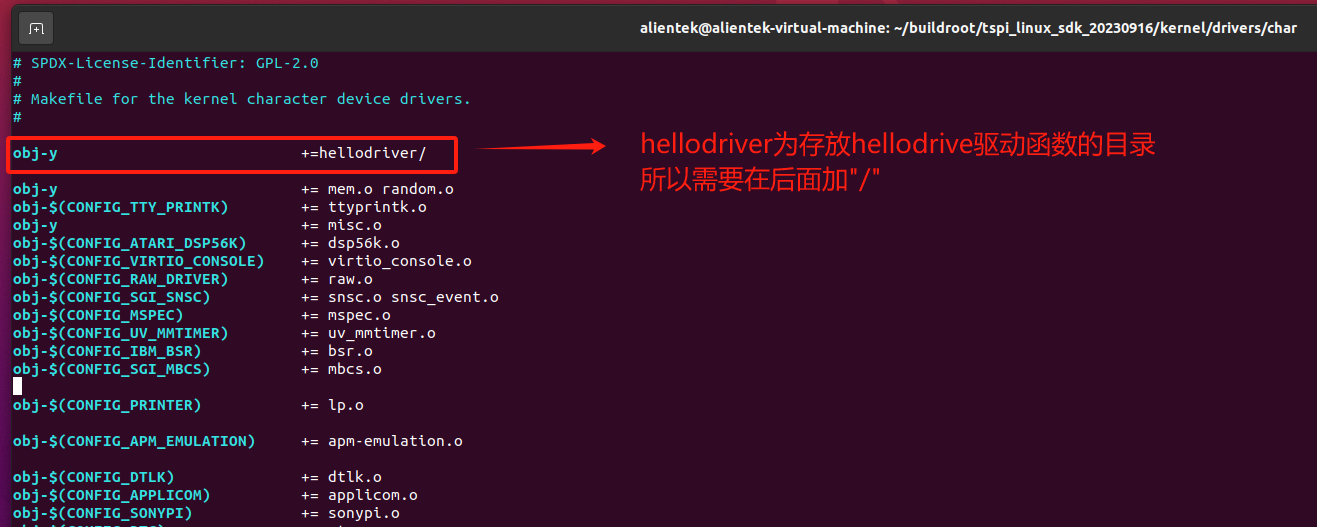 alientek@alientek-virtual-machine: ~/buildroot/tspi_linux_sdk_20230916/kernel/drivers/char
# SPDX-License-Identifier: GPL-2.0
#
# Makefile for the kernel character device drivers.
#
obj-y +=hellodriver/
hellodriver为存放hellodrive驱动函数的目录
所以需要在后面加"/"
obj-y += mem.o random.o
obj-$(CONFIG_TTY_PRINTK) += ttyprintk.o
obj-y += misc.o
obj-$(CONFIG_ATARI_DSP56K) += dsp56k.o
obj-$(CONFIG_VIRTIO_CONSOLE) += virtio_console.o
obj-$(CONFIG_RAW_DRIVER) += raw.o
obj-$(CONFIG_SGI_SNSC) += snsc.o snsc_event.o
obj-$(CONFIG_MSPEC) += mspec.o
obj-$(CONFIG_UV_MMTIMER) += uv_mmtimer.o
obj-$(CONFIG_IBM_BSR) += bsr.o
obj-$(CONFIG_SGI_MBCS) += mbcs.o
obj-$(CONFIG_PRINTER) += lp.o
obj-$(CONFIG_APM_EMULATION) += apm-emulation.o
obj-$(CONFIG_DTLK) += dtlk.o
obj-$(CONFIG_APPLICOM) += applicom.o
obj-$(CONFIG_SONYPI) += sonypi.o